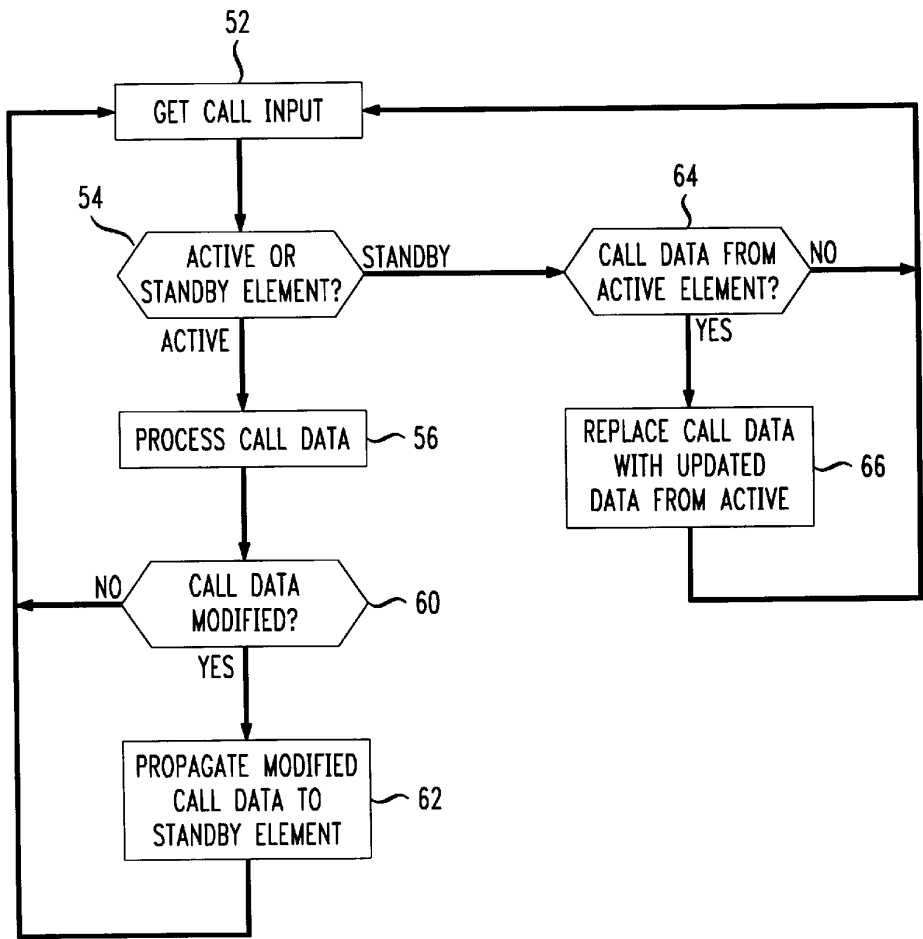 52
GET CALL INPUT
54
ACTIVE OR
STANDBY ELEMENT?
STANDBY
64
CALL DATA FROM
ACTIVE ELEMENT?
NO
ACTIVE
YES
PROCESS CALL DATA
56
REPLACE CALL DATA
WITH UPDATED
DATA FROM ACTIVE
66
NO
CALL DATA
MODIFIED?
60
YES
PROPAGATE MODIFIED
CALL DATA TO
STANDBY ELEMENT
62